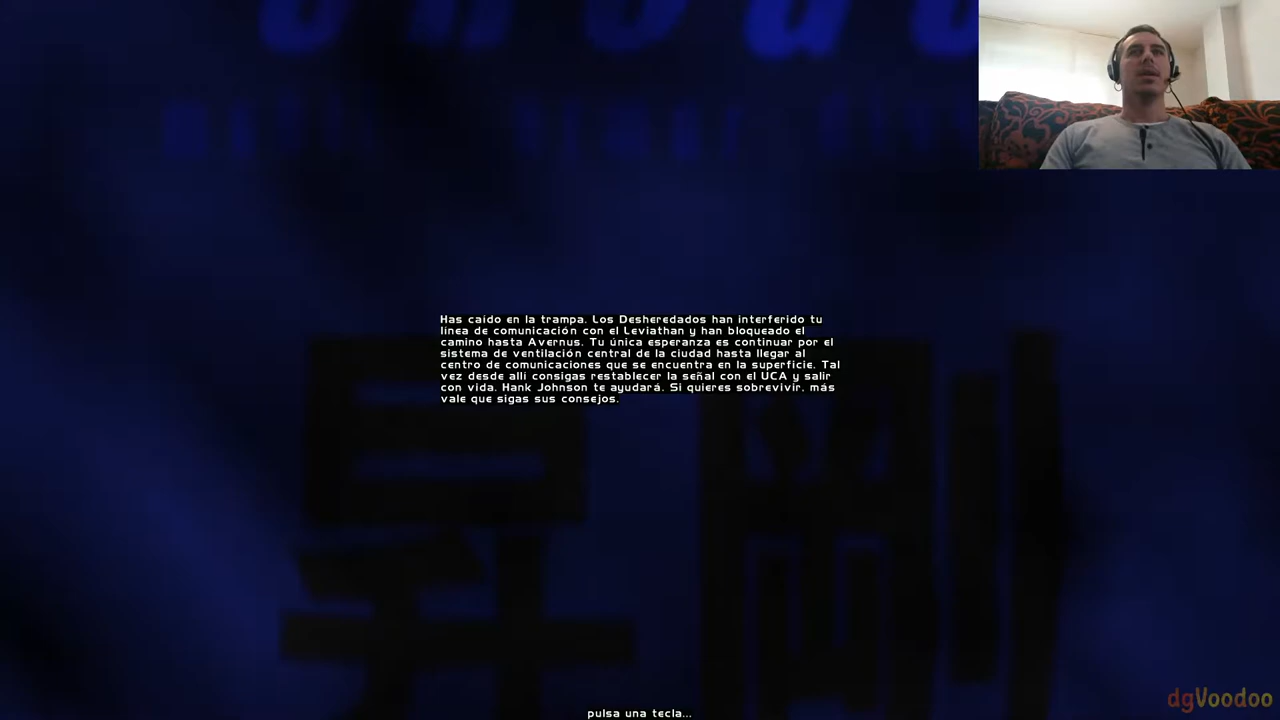 Has caído en la trampa. Los Desheredados han interferido tu
línea de comunicación con el Leviathan y han bloqueado el
camino hasta Avernus. Tu única esperanza es continuar por el
sistema de ventilación central de la ciudad hasta llegar al
centro de comunicaciones que se encuentra en la superficie. Tal
vez desde allí consigas restablecer la señal con el UCA y salir
con vida. Hank Johnson te ayudará. Si quieres sobrevivir, más
vale que sigas sus consejos.
pulsa una tecla...
dgVoodoo